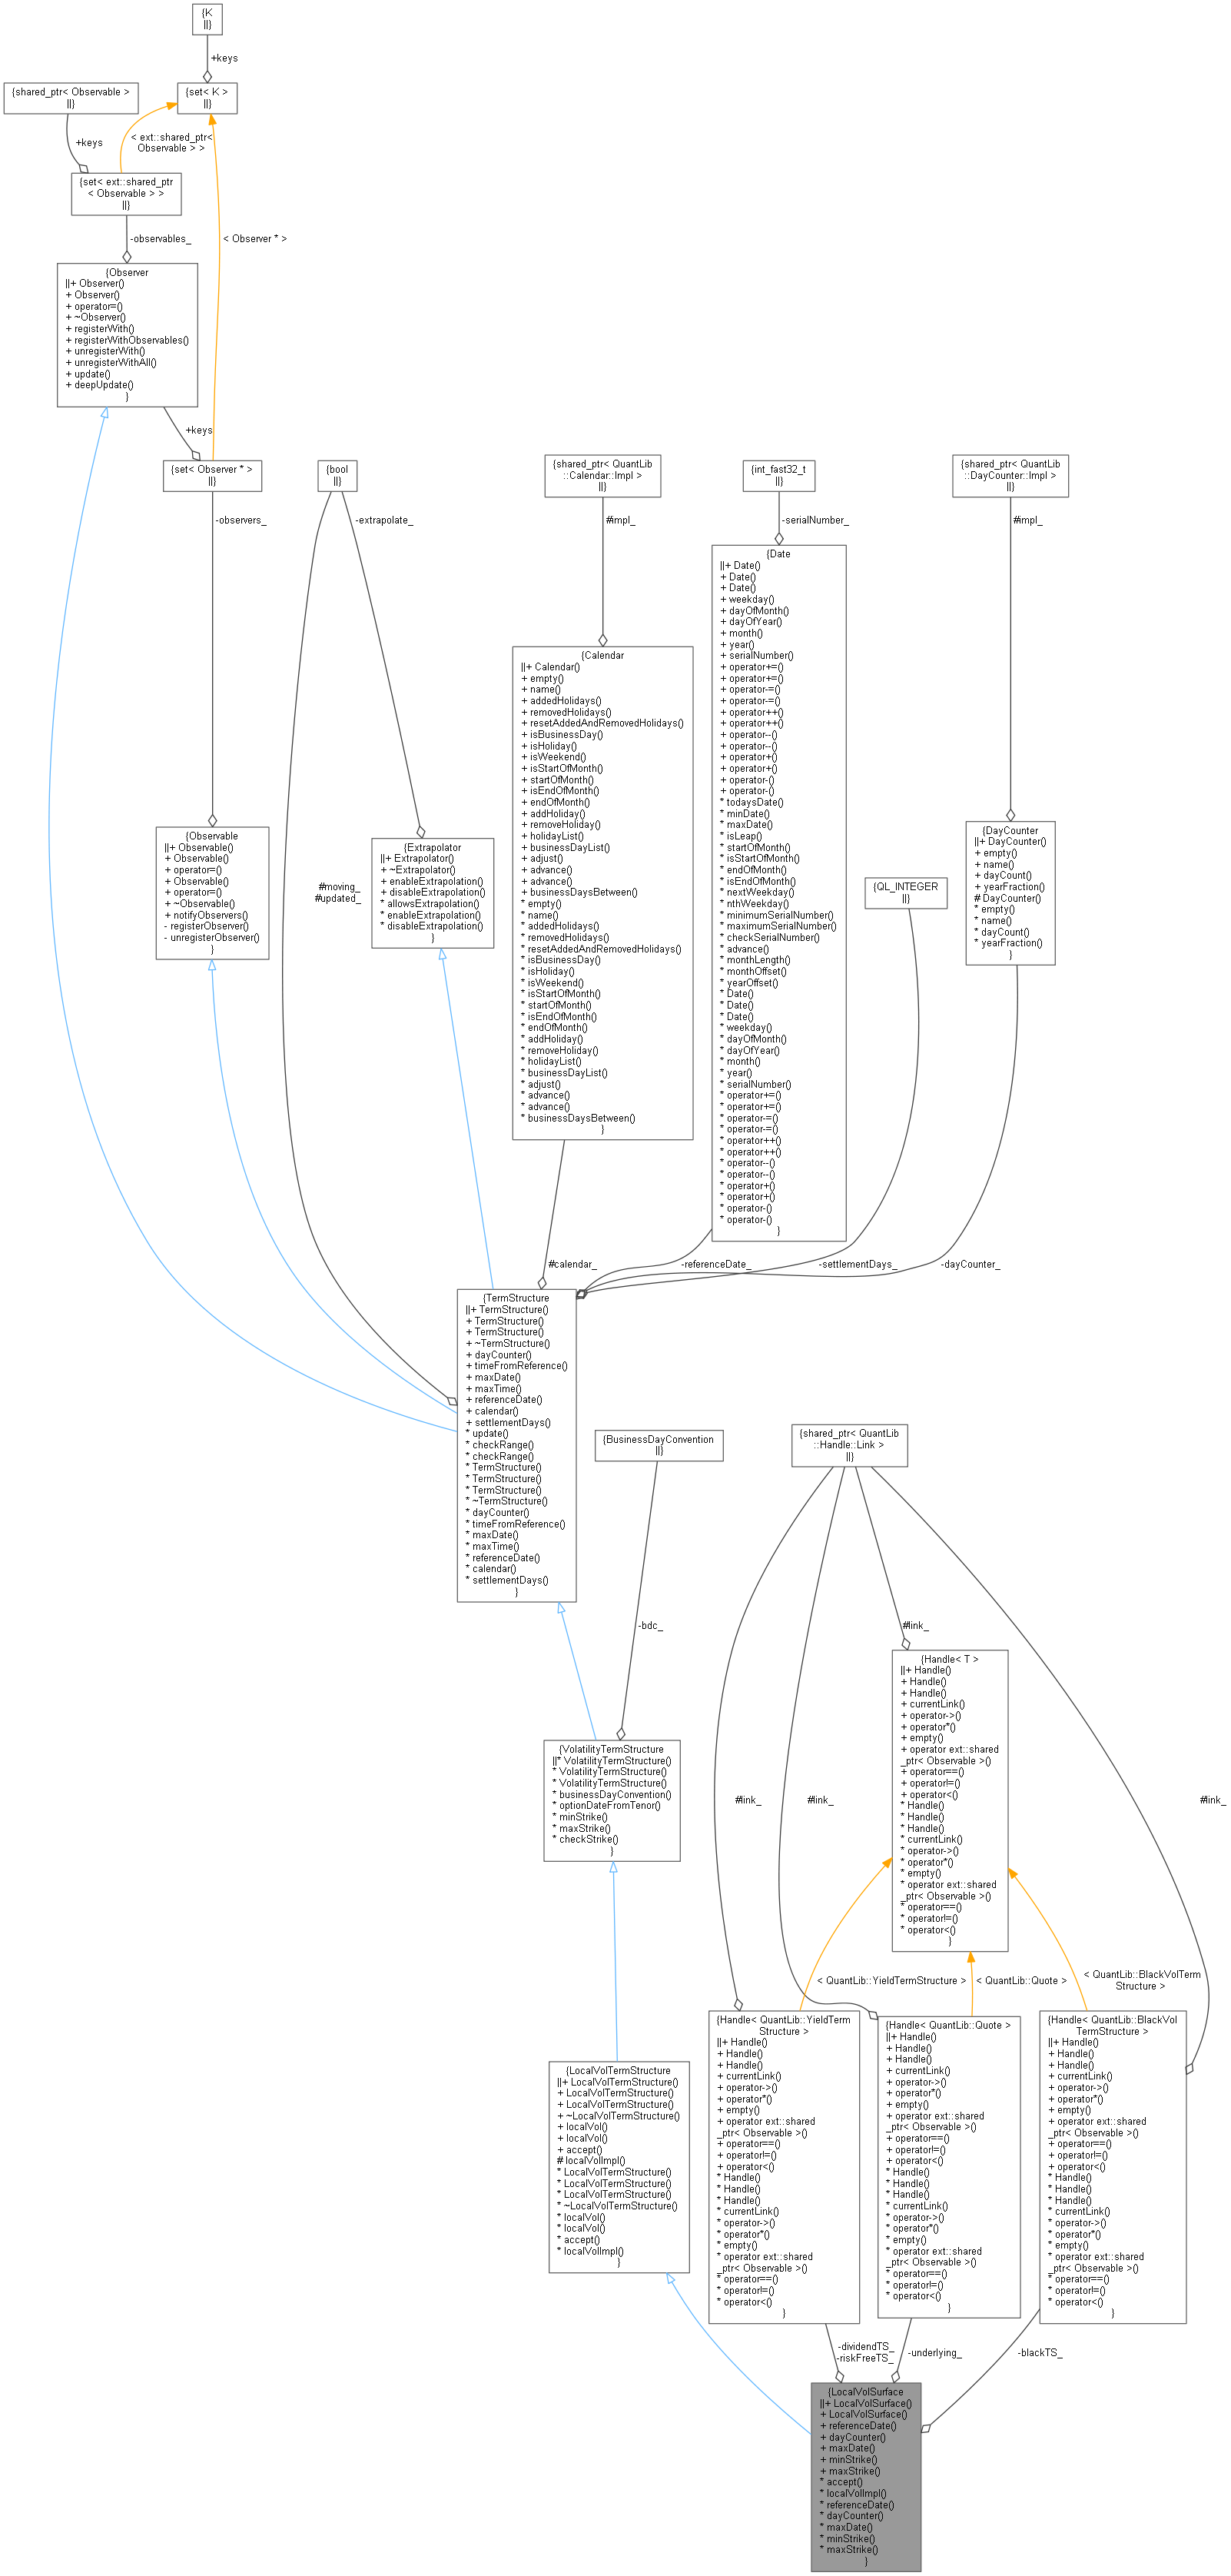 {K
||}
+keys
{shared_ptr< Observable >
||}
{set< K >
||}
+keys
< ext::shared_ptr<
Observable > >
{set< ext::shared_ptr
< Observable > >
||}
-observables_
< Observer * >
{Observer
||+ Observer()
+ Observer()
+ operator=()
+ ~Observer()
+ registerWith()
+ registerWithObservables()
+ unregisterWith()
+ unregisterWithAll()
+ update()
+ deepUpdate()
}
+keys
{set< Observer * >
||}
{bool
||}
{shared_ptr< QuantLib
::Calendar::Impl >
||}
{int_fast32_t
||}
{shared_ptr< QuantLib
::DayCounter::Impl >
||}
-observers_
-extrapolate_
#impl_
-serialNumber_
#impl_
{Date
||+ Date()
+ Date()
+ Date()
+ weekday()
+ dayOfMonth()
+ dayOfYear()
+ month()
+ year()
+ serialNumber()
+ operator+=()
+ operator+=()
+ operator-=()
+ operator-=()
+ operator++()
+ operator++()
+ operator--()
+ operator--()
+ operator+()
+ operator+()
+ operator-()
+ operator-()
* todaysDate()
* minDate()
* maxDate()
* isLeap()
* startOfMonth()
* isStartOfMonth()
* endOfMonth()
* isEndOfMonth()
* nextWeekday()
* nthWeekday()
* minimumSerialNumber()
* maximumSerialNumber()
* checkSerialNumber()
* advance()
* monthLength()
* monthOffset()
* yearOffset()
* Date()
* Date()
* Date()
* weekday()
* dayOfMonth()
* dayOfYear()
* month()
* year()
* serialNumber()
* operator+=()
* operator+=()
* operator-=()
* operator-=()
* operator++()
* operator++()
* operator--()
* operator--()
* operator+()
* operator+()
* operator-()
* operator-()
}
{Calendar
||+ Calendar()
+ empty()
+ name()
+ addedHolidays()
+ removedHolidays()
+ resetAddedAndRemovedHolidays()
+ isBusinessDay()
+ isHoliday()
+ isWeekend()
+ isStartOfMonth()
+ startOfMonth()
+ isEndOfMonth()
+ endOfMonth()
+ addHoliday()
+ removeHoliday()
+ holidayList()
+ businessDayList()
+ adjust()
+ advance()
+ advance()
+ businessDaysBetween()
* empty()
* name()
* addedHolidays()
* removedHolidays()
* resetAddedAndRemovedHolidays()
* isBusinessDay()
* isHoliday()
* isWeekend()
* isStartOfMonth()
* startOfMonth()
* isEndOfMonth()
* endOfMonth()
* addHoliday()
* removeHoliday()
* holidayList()
* businessDayList()
* adjust()
* advance()
* advance()
* businessDaysBetween()
}
{Observable
||+ Observable()
+ Observable()
+ operator=()
+ Observable()
+ operator=()
+ ~Observable()
+ notifyObservers()
- registerObserver()
- unregisterObserver()
}
#moving_
#updated_
{Extrapolator
||+ Extrapolator()
+ ~Extrapolator()
+ enableExtrapolation()
+ disableExtrapolation()
* allowsExtrapolation()
* enableExtrapolation()
* disableExtrapolation()
}
{QL_INTEGER
||}
{DayCounter
||+ DayCounter()
+ empty()
+ name()
+ dayCount()
+ yearFraction()
# DayCounter()
* empty()
* name()
* dayCount()
* yearFraction()
}
#calendar_
-referenceDate_
-settlementDays_
-dayCounter_
{TermStructure
||+ TermStructure()
+ TermStructure()
+ TermStructure()
+ ~TermStructure()
+ dayCounter()
+ timeFromReference()
+ maxDate()
+ maxTime()
+ referenceDate()
+ calendar()
+ settlementDays()
* update()
* checkRange()
* checkRange()
* TermStructure()
* TermStructure()
* TermStructure()
* ~TermStructure()
* dayCounter()
* timeFromReference()
* maxDate()
* maxTime()
* referenceDate()
* calendar()
* settlementDays()
}
{BusinessDayConvention
||}
{shared_ptr< QuantLib
::Handle::Link >
||}
-bdc_
#link_
{Handle< T >
||+ Handle()
+ Handle()
+ Handle()
+ currentLink()
+ operator->()
+ operator*()
+ empty()
+ operator ext::shared
_ptr< Observable >()
+ operator==()
+ operator!=()
+ operator<()
* Handle()
* Handle()
* Handle()
* currentLink()
* operator->()
* operator*()
* empty()
* operator ext::shared
_ptr< Observable >()
* operator==()
* operator!=()
* operator<()
}
{VolatilityTermStructure
||* VolatilityTermStructure()
* VolatilityTermStructure()
* VolatilityTermStructure()
* businessDayConvention()
* optionDateFromTenor()
* minStrike()
* maxStrike()
* checkStrike()
}
#link_
#link_
#link_
< QuantLib::YieldTermStructure >
< QuantLib::Quote >
< QuantLib::BlackVolTerm
Structure >
{LocalVolTermStructure
||+ LocalVolTermStructure()
+ LocalVolTermStructure()
+ LocalVolTermStructure()
+ ~LocalVolTermStructure()
+ localVol()
+ localVol()
+ accept()
# localVolImpl()
* LocalVolTermStructure()
* LocalVolTermStructure()
* LocalVolTermStructure()
* ~LocalVolTermStructure()
* localVol()
* localVol()
* accept()
* localVolImpl()
}
{Handle< QuantLib::YieldTerm
Structure >
||+ Handle()
+ Handle()
+ Handle()
+ currentLink()
+ operator->()
+ operator*()
+ empty()
+ operator ext::shared
_ptr< Observable >()
+ operator==()
+ operator!=()
+ operator<()
* Handle()
* Handle()
* Handle()
* currentLink()
* operator->()
* operator*()
* empty()
* operator ext::shared
_ptr< Observable >()
* operator==()
* operator!=()
* operator<()
}
{Handle< QuantLib::Quote >
||+ Handle()
+ Handle()
+ Handle()
+ currentLink()
+ operator->()
+ operator*()
+ empty()
+ operator ext::shared
_ptr< Observable >()
+ operator==()
+ operator!=()
+ operator<()
* Handle()
* Handle()
* Handle()
* currentLink()
* operator->()
* operator*()
* empty()
* operator ext::shared
_ptr< Observable >()
* operator==()
* operator!=()
* operator<()
}
{Handle< QuantLib::BlackVol
TermStructure >
||+ Handle()
+ Handle()
+ Handle()
+ currentLink()
+ operator->()
+ operator*()
+ empty()
+ operator ext::shared
_ptr< Observable >()
+ operator==()
+ operator!=()
+ operator<()
* Handle()
* Handle()
* Handle()
* currentLink()
* operator->()
* operator*()
* empty()
* operator ext::shared
_ptr< Observable >()
* operator==()
* operator!=()
* operator<()
}
-dividendTS_
-riskFreeTS_
-underlying_
-blackTS_
{LocalVolSurface
||+ LocalVolSurface()
+ LocalVolSurface()
+ referenceDate()
+ dayCounter()
+ maxDate()
+ minStrike()
+ maxStrike()
* accept()
* localVolImpl()
* referenceDate()
* dayCounter()
* maxDate()
* minStrike()
* maxStrike()
}